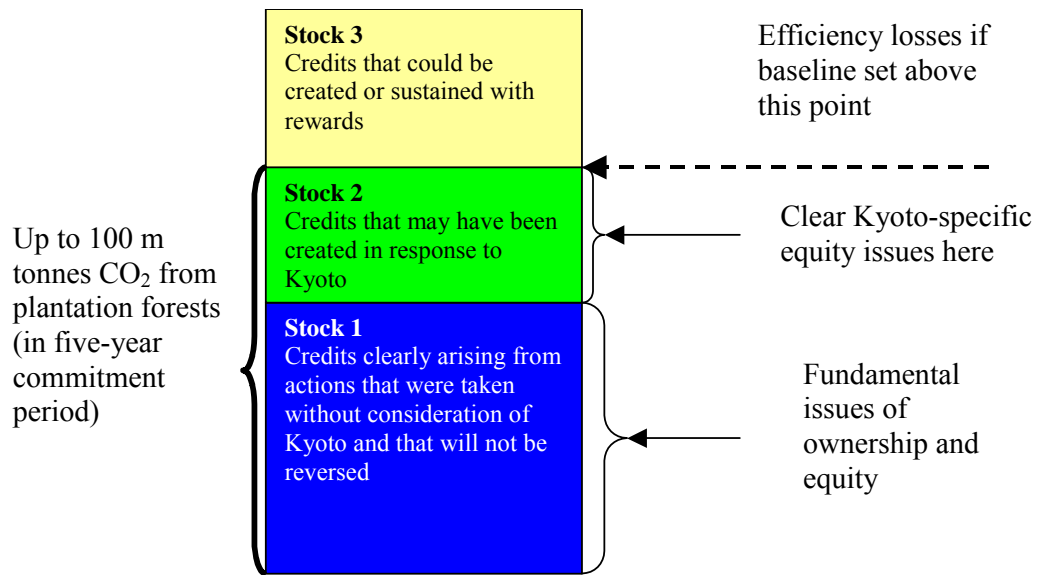 Stock 3
Credits that could be
created or sustained with
rewards
Efficiency losses if
baseline set above
this point
Stock 2
Credits that may have been
created in response to
Kyoto
Clear Kyoto-specific
equity issues here
Up to 100 m
tonnes CO₂ from
plantation forests
(in five-year
commitment
period)
Stock 1
Credits clearly arising from
actions that were taken
without consideration of
Kyoto and that will not be
reversed
Fundamental
issues of
ownership and
equity